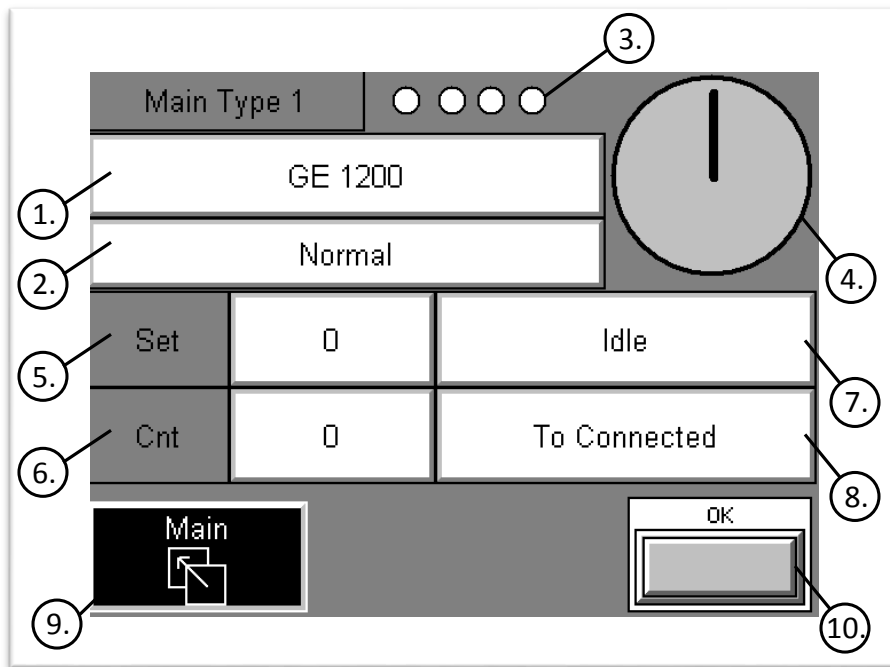 3.
Main Type 1
1.
GE 1200
2.
Normal
4.
5.
Set 0 Idle
7.
6.
Cnt 0 To Connected
8.
Main
OK
9.
10.